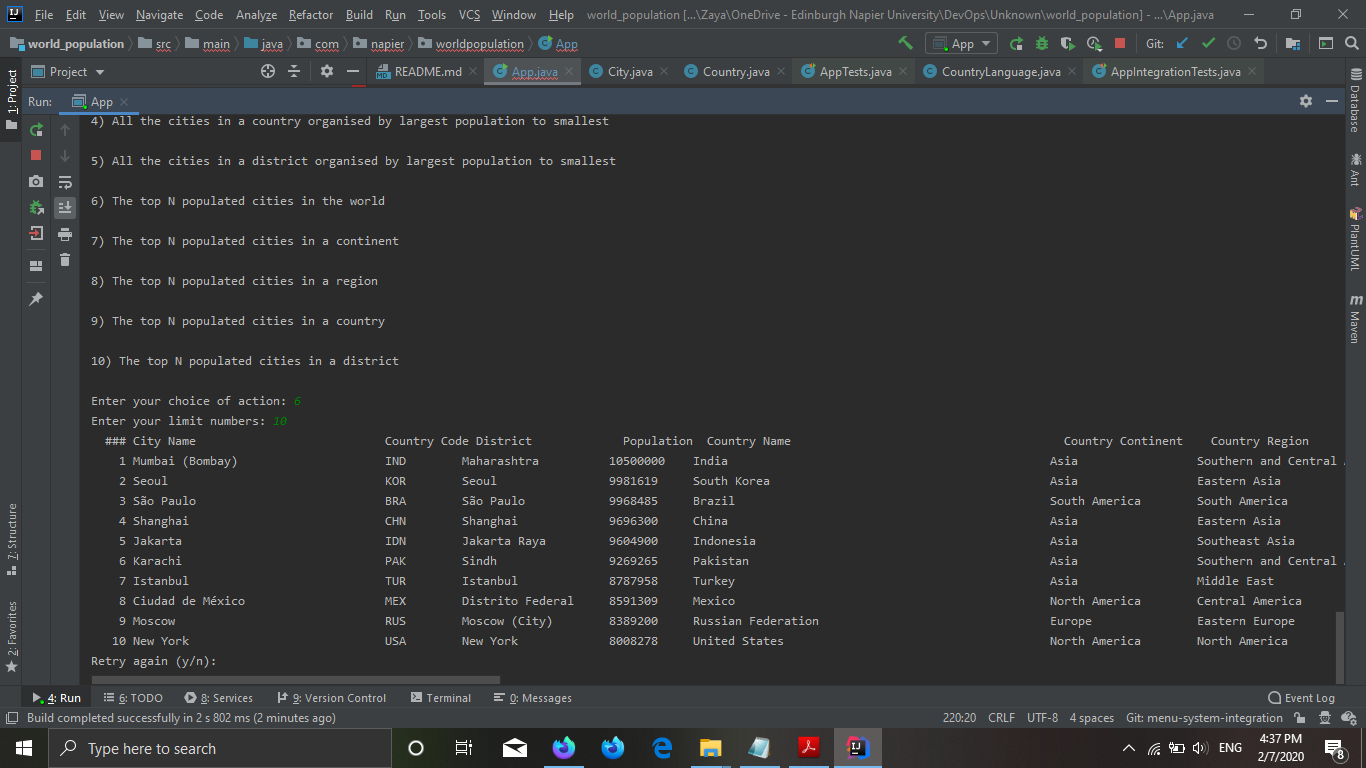 File Edit View Navigate Code Analyze Refactor Build Run Tools VCS Window Help world_population [...\Zaya\OneDrive - Edinburgh Napier University\DevOps\Unknown\world_population] - ...\App.java
world_population src main java com napier worldpopulation App App Git:
1: Project Project README.md App.java City.java Country.java AppTests.java CountryLanguage.java AppIntegrationTests.java
Run: App
Database
Ant
PlantUML
Maven
4) All the cities in a country organised by largest population to smallest
5) All the cities in a district organised by largest population to smallest
6) The top N populated cities in the world
7) The top N populated cities in a continent
8) The top N populated cities in a region
9) The top N populated cities in a country
10) The top N populated cities in a district
Enter your choice of action: 6
Enter your limit numbers: 10
### City Name Country Code District Population Country Name Country Continent Country Region
1 Mumbai (Bombay) IND Maharashtra 10500000 India Asia Southern and Central
2 Seoul KOR Seoul 9981619 South Korea Asia Eastern Asia
3 São Paulo BRA São Paulo 9968485 Brazil South America South America
4 Shanghai CHN Shanghai 9696300 China Asia Eastern Asia
5 Jakarta IDN Jakarta Raya 9604900 Indonesia Asia Southeast Asia
6 Karachi PAK Sindh 9269265 Pakistan Asia Southern and Central
7 Istanbul TUR Istanbul 8787958 Turkey Asia Middle East
8 Ciudad de México MEX Distrito Federal 8591309 Mexico North America Central America
9 Moscow RUS Moscow (City) 8389200 Russian Federation Europe Eastern Europe
10 New York USA New York 8008278 United States North America North America
Retry again (y/n):
7: Structure
2: Favorites
4: Run 6: TODO 8: Services 9: Version Control Terminal 0: Messages Event Log
Build completed successfully in 2 s 802 ms (2 minutes ago) 220:20 CRLF UTF-8 4 spaces Git: menu-system-integration
Type here to search ENG 4:37 PM
2/7/2020 8